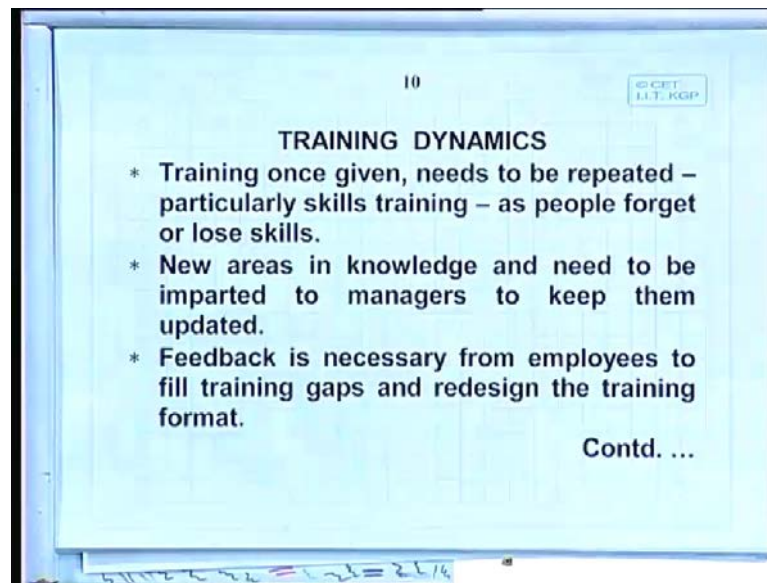 10
© CET
I.I.T. KGP
TRAINING DYNAMICS
* Training once given, needs to be repeated –
particularly skills training – as people forget
or lose skills.
* New areas in knowledge and need to be
imparted to managers to keep them
updated.
* Feedback is necessary from employees to
fill training gaps and redesign the training
format.
Contd. ...